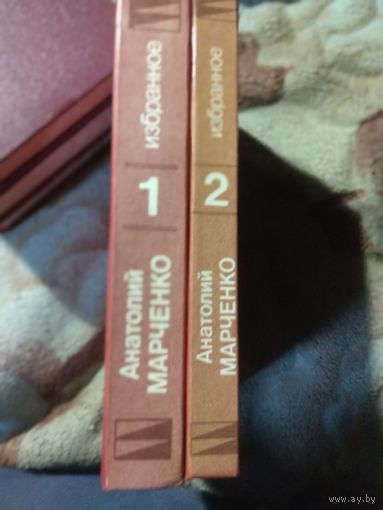 Анатолий
МАРЧЕНКО
1
избранное
Анатолий
МАРЧЕНКО
2
избранное
www.ay.by